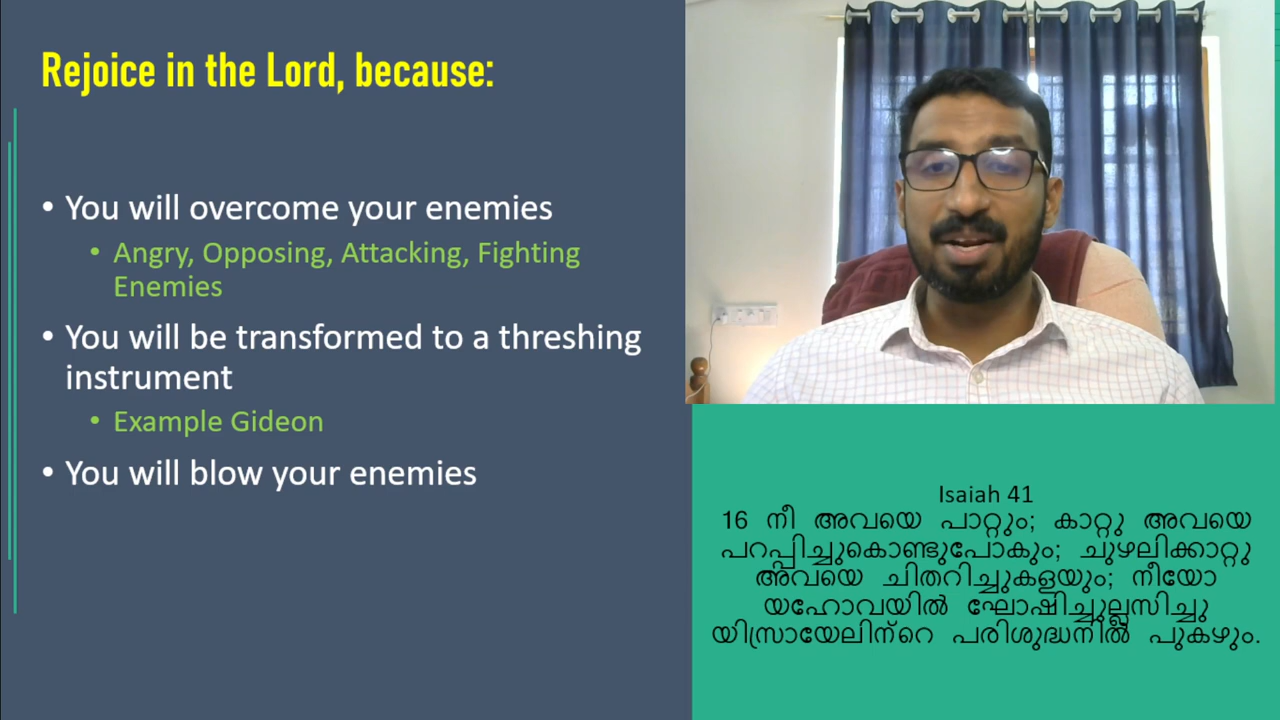 Rejoice in the Lord, because:
• You will overcome your enemies
• Angry, Opposing, Attacking, Fighting
Enemies
• You will be transformed to a threshing
instrument
• Example Gideon
• You will blow your enemies
Isaiah 41
16 നീ അവയെ പാറ്റും; കാറ്റു അവയെ
പറപ്പിച്ചുകൊണ്ടുപോകും; ചുഴലിക്കാറ്റു
അവയെ ചിതറിച്ചുകളയും; നീയോ
യഹോവയിൽ ഘോഷിച്ചുല്ലസിച്ചു
യിസ്രായേലിന്റെ പരിശുദ്ധനിൽ പുകഴും.